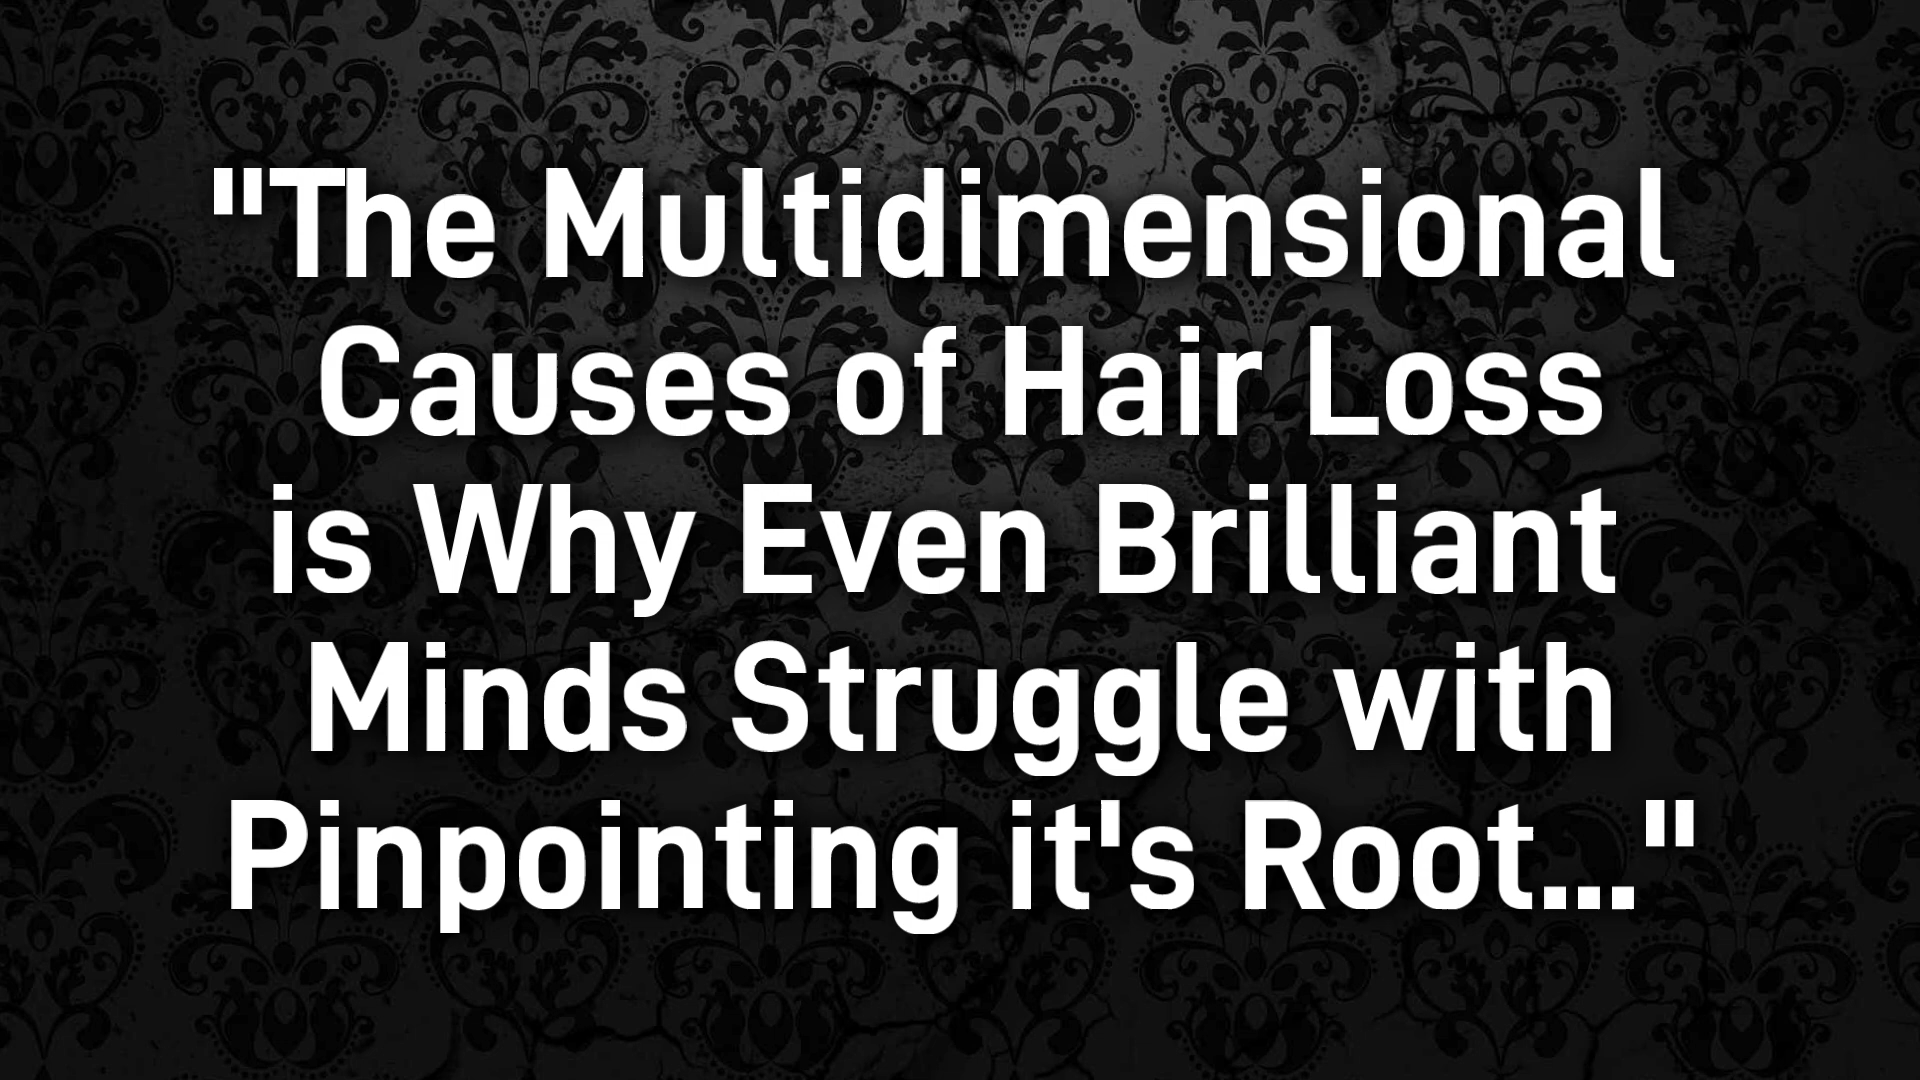 "The Multidimensional
Causes of Hair Loss
is Why Even Brilliant
Minds Struggle with
Pinpointing it's Root..."